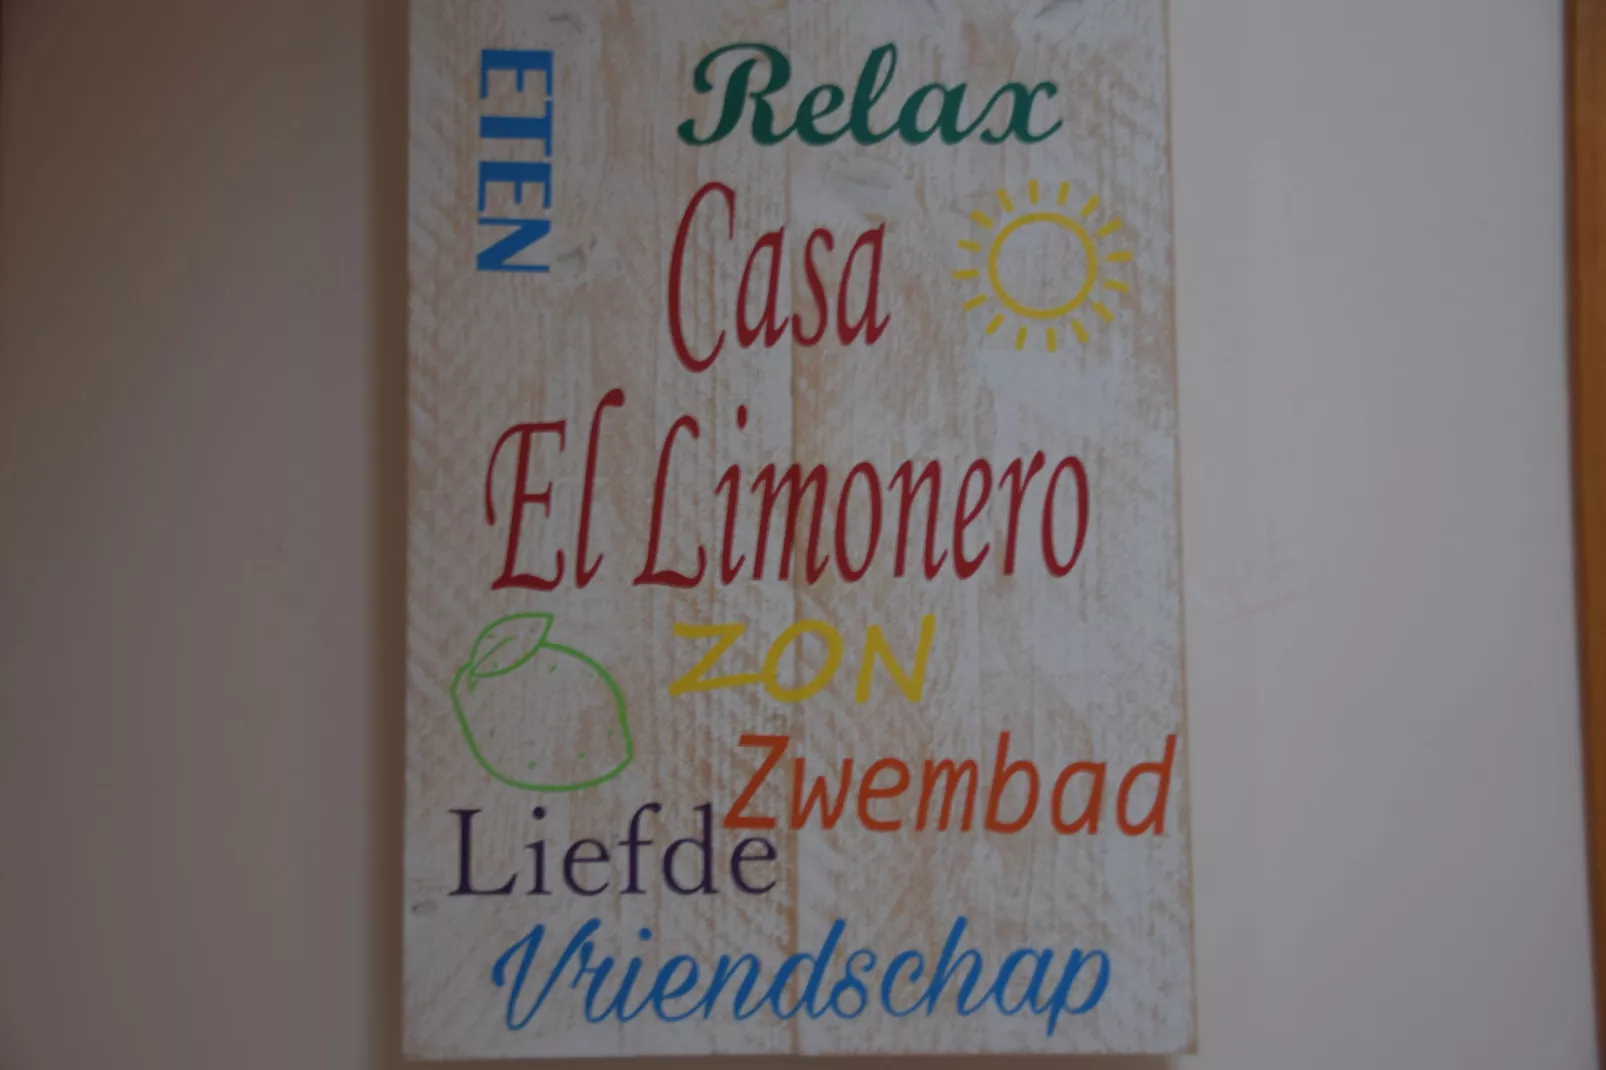 ETEN
Relax
Casa
El Limonero
ZON
Zwembad
Liefde
Vriendschap